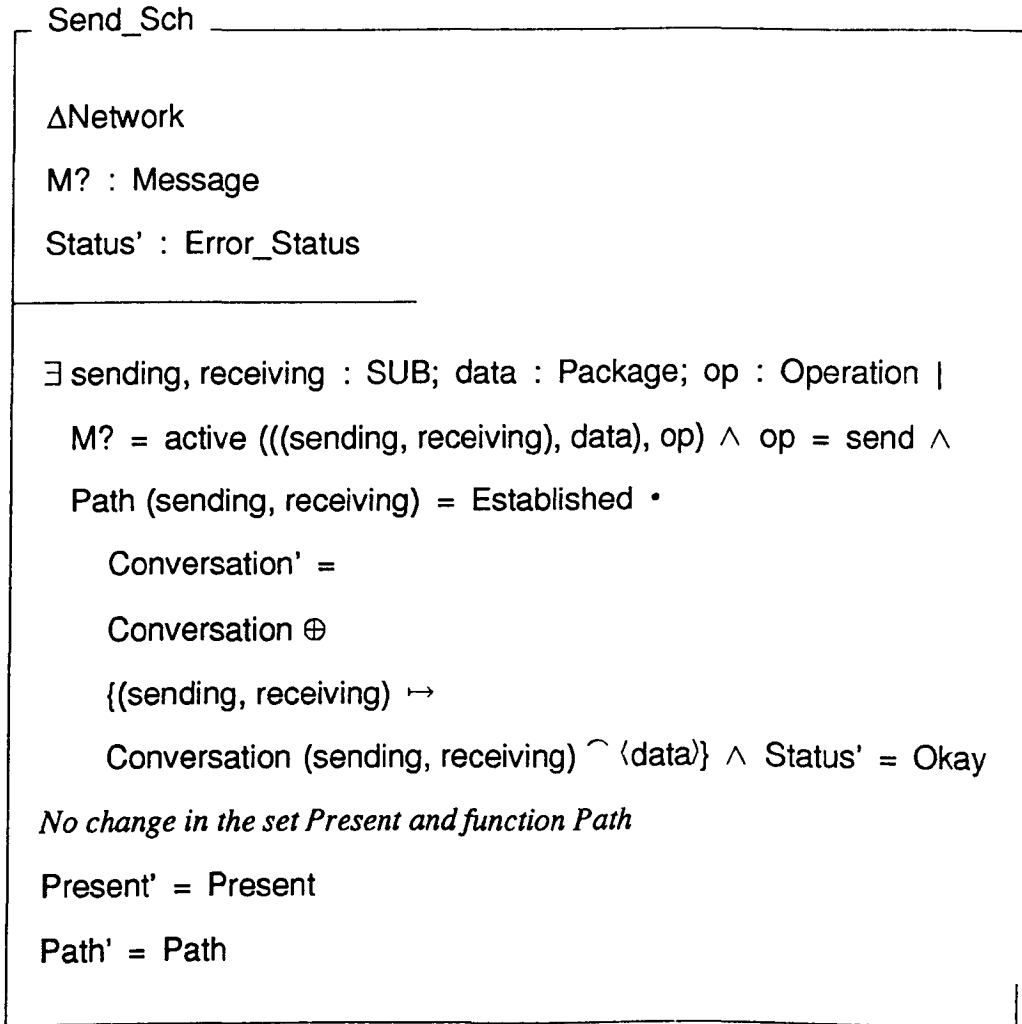 Send_Sch
ΔNetwork
M? : Message
Status' : Error_Status
∃ sending, receiving : SUB; data : Package; op : Operation |
M? = active (((sending, receiving), data), op) ∧ op = send ∧
Path (sending, receiving) = Established •
Conversation' =
Conversation ⊕
{(sending, receiving) ↦
Conversation (sending, receiving) ⁀ ⟨data⟩} ∧ Status' = Okay
No change in the set Present and function Path
Present' = Present
Path' = Path